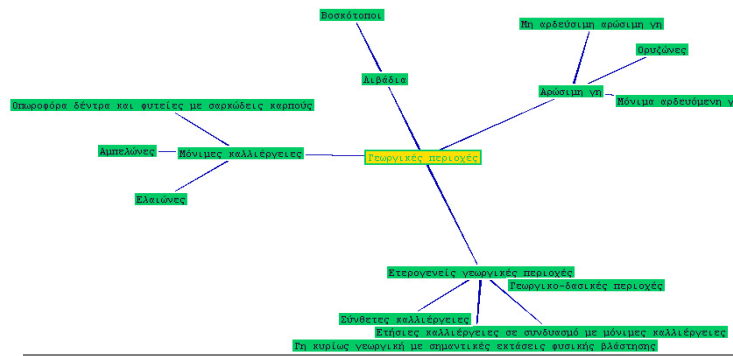 Βοσκότοποι
Μη αρδεύσιμη αρώσιμη γη
Ορυζώνες
Λιβάδια
Αρώσιμη γη
Μόνιμα αρδευόμενη γ
Οπωροφόρα δέντρα και φυτείες με σαρκώδεις καρπούς
Αμπελώνες
Μόνιμες καλλιέργειες
Γεωργικές περιοχές
Ελαιώνες
Ετερογενείς γεωργικές περιοχές
Γεωργικο-δασικές περιοχές
Σύνθετες καλλιέργειες
Ετήσιες καλλιέργειες σε συνδυασμό με μόνιμες καλλιέργειες
Γη κυρίως γεωργική με σημαντικές εκτάσεις φυσικής βλάστησης